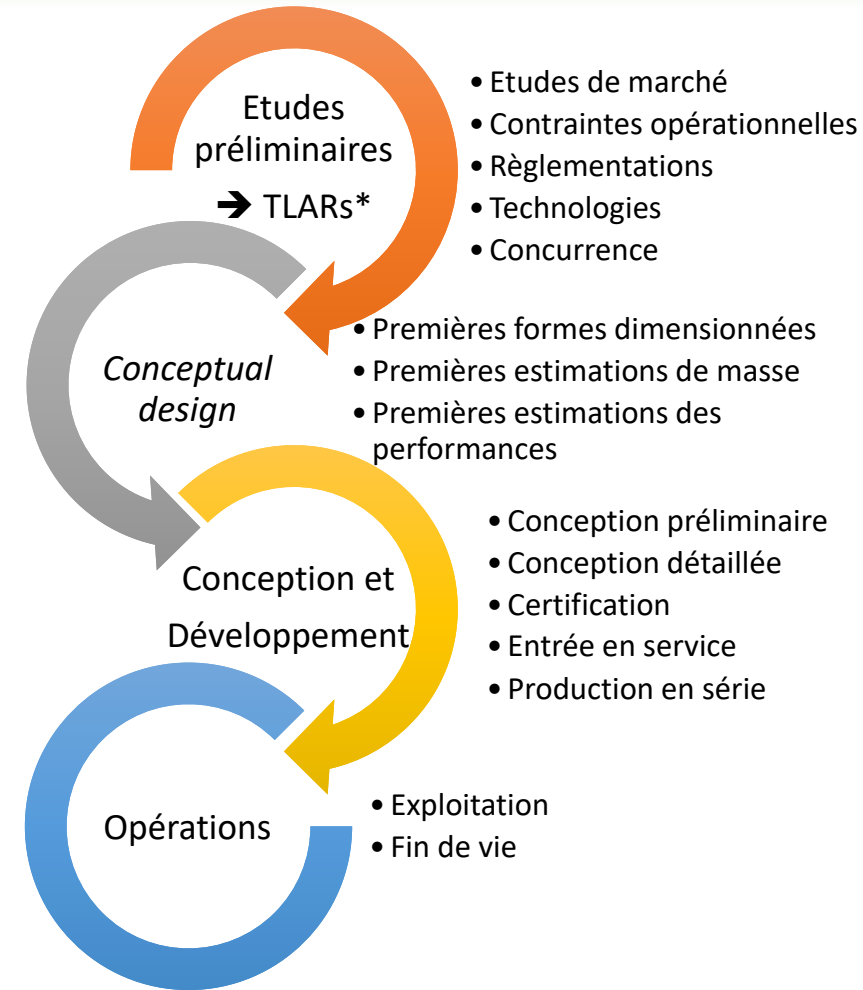 Etudes
préliminaires
➔ TLARs*
• Etudes de marché
• Contraintes opérationnelles
• Règlementations
• Technologies
• Concurrence
Conceptual
design
• Premières formes dimensionnées
• Premières estimations de masse
• Premières estimations des
performances
Conception et
Développement
• Conception préliminaire
• Conception détaillée
• Certification
• Entrée en service
• Production en série
Opérations
• Exploitation
• Fin de vie